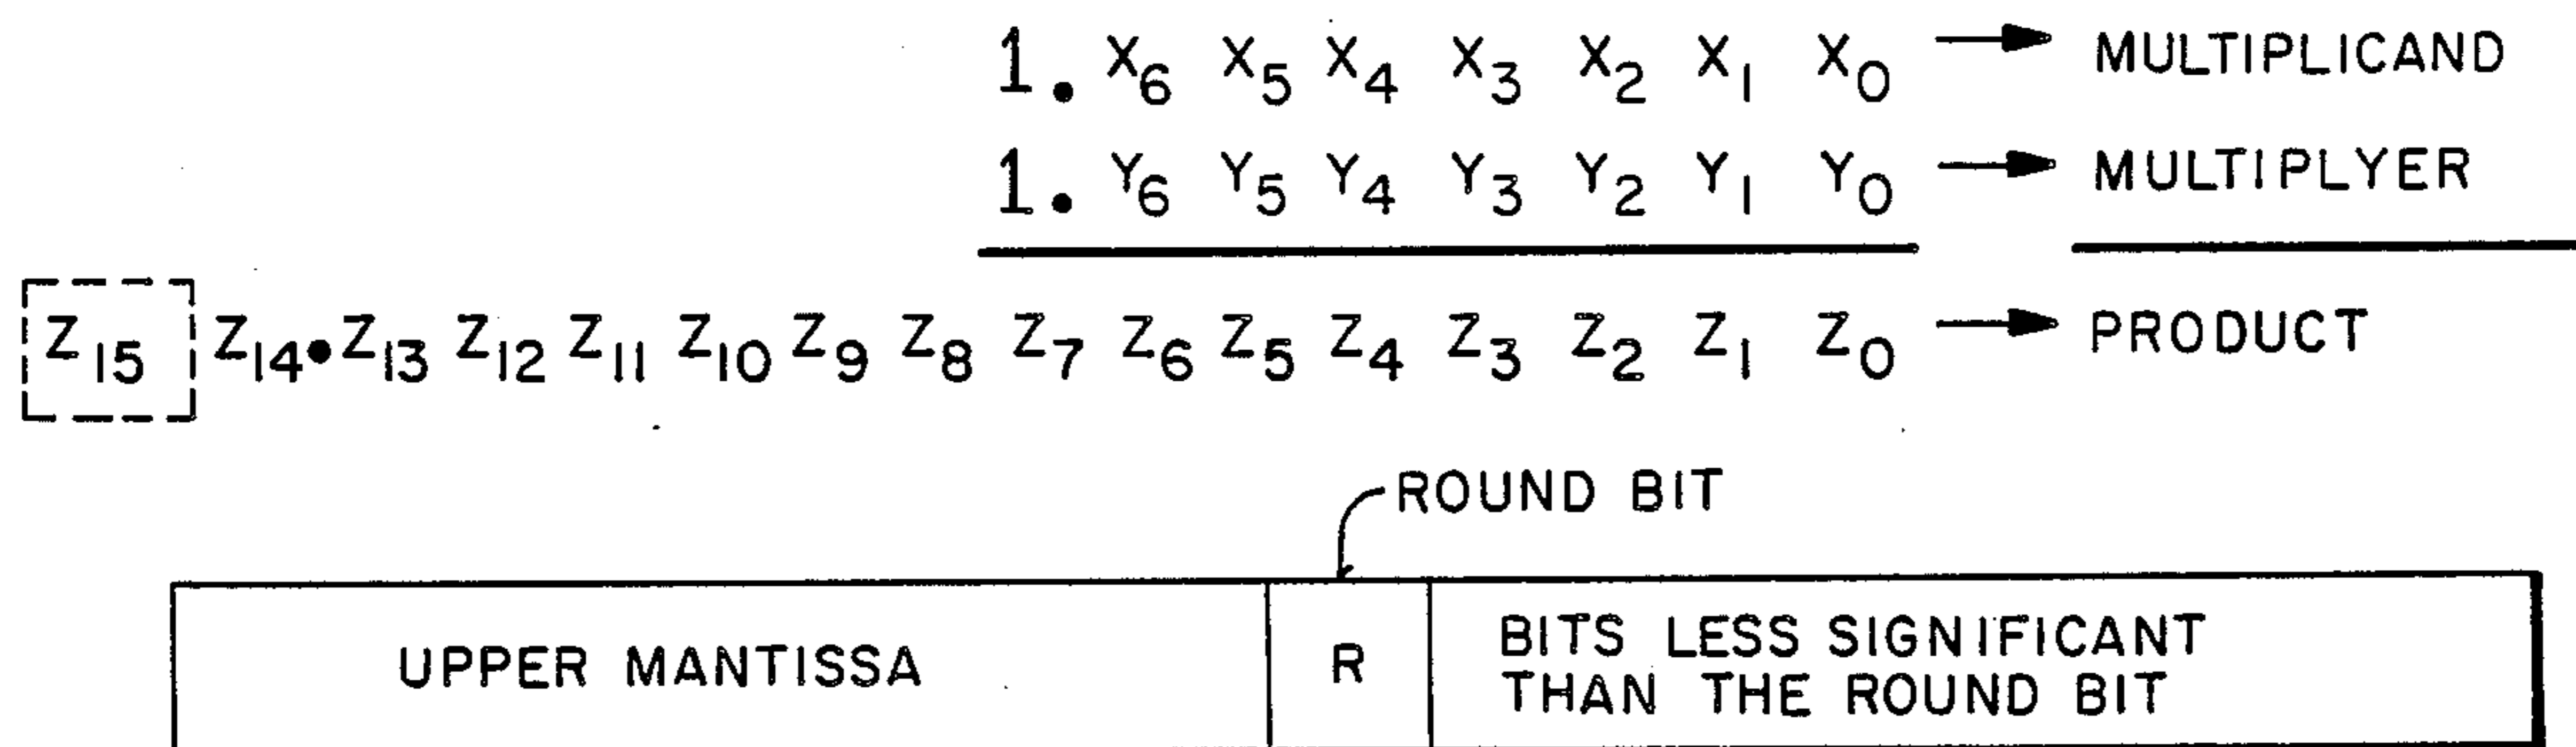 1. X6 X5 X4 X3 X2 X1 X0 → MULTIPLICAND
1. Y6 Y5 Y4 Y3 Y2 Y1 Y0 → MULTIPLYER
Z15 Z14•Z13 Z12 Z11 Z10 Z9 Z8 Z7 Z6 Z5 Z4 Z3 Z2 Z1 Z0 → PRODUCT
ROUND BIT
UPPER MANTISSA
R
BITS LESS SIGNIFICANT
THAN THE ROUND BIT